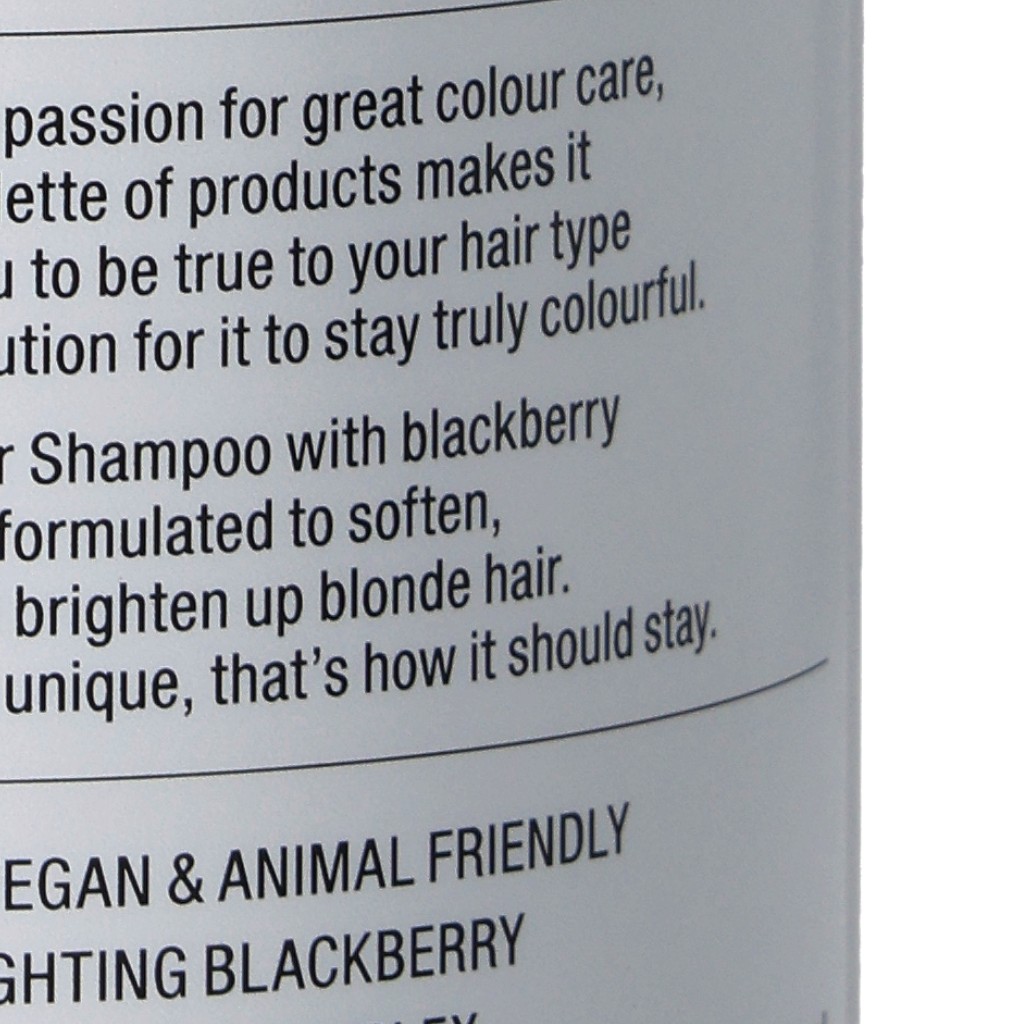 passion for great colour care,
ette of products makes it
u to be true to your hair type
ution for it to stay truly colourful.
r Shampoo with blackberry
formulated to soften,
brighten up blonde hair.
unique, that's how it should stay.
EGAN & ANIMAL FRIENDLY
GHTING BLACKBERRY